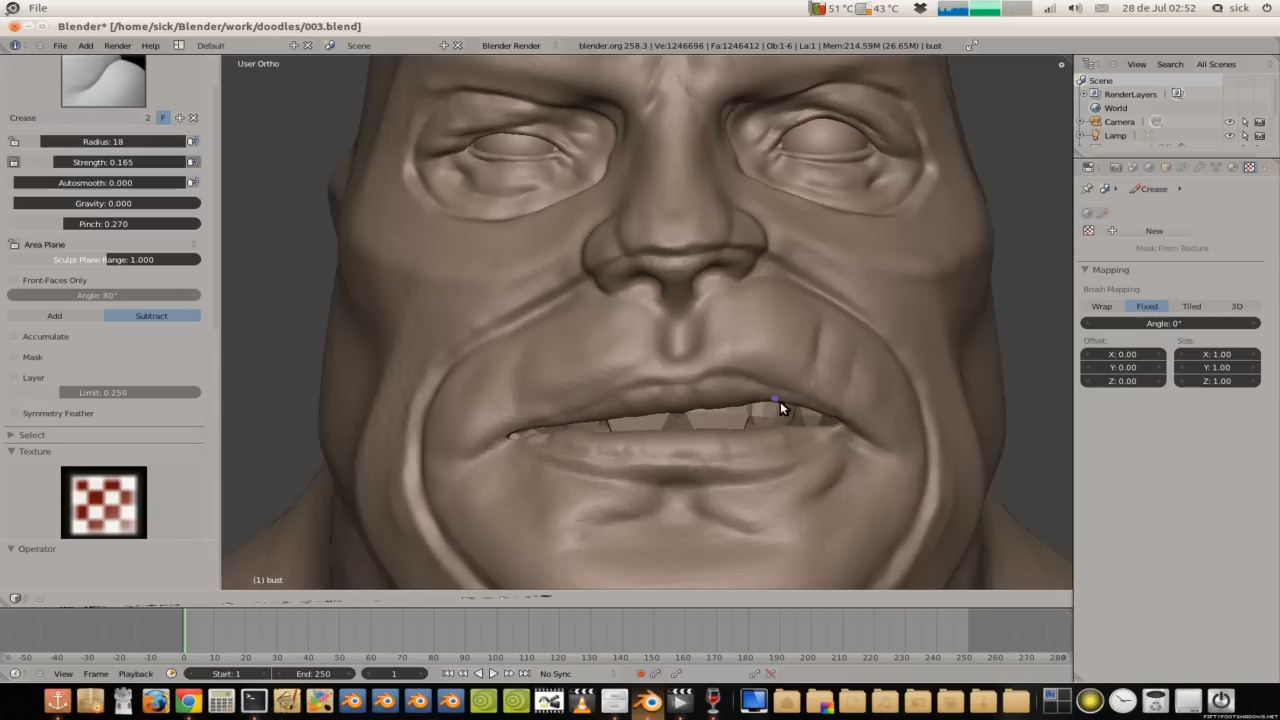 File
51 °C
43 °C
28 de Jul 02:52
sick
Blender* [/home/sick/Blender/work/doodles/003.blend]
File Add Render Help
Default
Scene
Blender Render
blender.org 258.3 | Ve:1246696 | Fa:1246412 | Ob:1-6 | La:1 | Mem:214.59M (26.65M) | bust
User Ortho
View Search All Scenes
Scene
RenderLayers
World
Camera
Lamp
Crease 2 F
Radius: 18
Strength: 0.165
Autosmooth: 0.000
Gravity: 0.000
Pinch: 0.270
Area Plane
Sculpt Plane Range: 1.000
Front-Faces Only
Angle: 80°
Add Subtract
Accumulate
Mask
Layer
Limit: 0.250
Symmetry Feather
Select
Texture
Operator
(1) bust
Crease
New
Mask From Texture
Mapping
Brush Mapping:
Wrap Fixed Tiled 3D
Angle: 0°
Offset: Size:
X: 0.00 X: 1.00
Y: 0.00 Y: 1.00
Z: 0.00 Z: 1.00
-50 -40 -30 -20 -10 0 10 20 30 40 50 60 70 80 90 100 110 120 130 140 150 160 170 180 190 200 210 220 230 240 250 260 270 280
View Frame Playback
Start: 1
End: 250
1
No Sync
FIFTYFOOTSHADOWS.NET